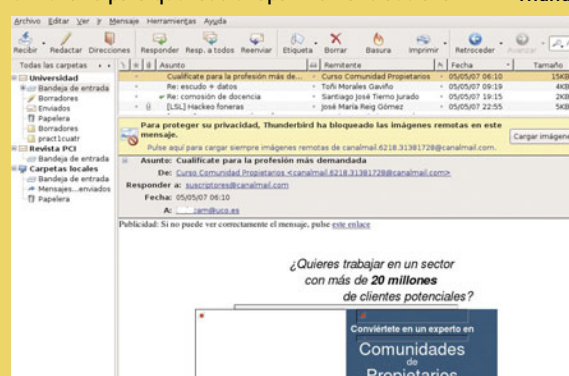 Archivo Editar Ver Ir Mensaje Herramientas Ayuda
Recibir Redactar Direcciones Responder Resp. a todos Reenviar Etiqueta Borrar Basura Imprimir Retroceder
Todas las carpetas Asunto Remitente Fecha Tamaño
Universidad
Bandeja de entrada
Borradores
Enviados
Papelera
Borradores
pract1cuatr
Revista PCI
Bandeja de entrada
Carpetas locales
Bandeja de entrada
Mensajes...enviados
Papelera
Cualifícate para la profesión más de... Curso Comunidad Propietarios 05/05/07 06:10 15KB
Re: escudo + datos Toñi Morales Gaviño 05/05/07 09:19 4KB
Re: comosión de docencia Santiago José Tierno Jurado 05/05/07 19:15 2KB
[LSL] Hackeo foneras José María Reig Gómez 05/05/07 22:55 5KB
Para proteger su privacidad, Thunderbird ha bloqueado las imágenes remotas en este
mensaje. Cargar imágene
Pulse aquí para cargar siempre imágenes remotas de canalmail.6218.31381728@canalmail.com.
Asunto: Cualifícate para la profesión más demandada
De: Curso Comunidad Propietarios <canalmail.6218.31381728@canalmail.com>
Responder a: suscriptores@canalmail.com
Fecha: 05/05/07 06:10
A: cam@uco.es
Publicidad: Si no puede ver correctamente el mensaje, pulse este enlace
¿Quieres trabajar en un sector
con más de 20 millones
de clientes potenciales?
Conviértete en un experto en
Comunidades
de
Propietarios